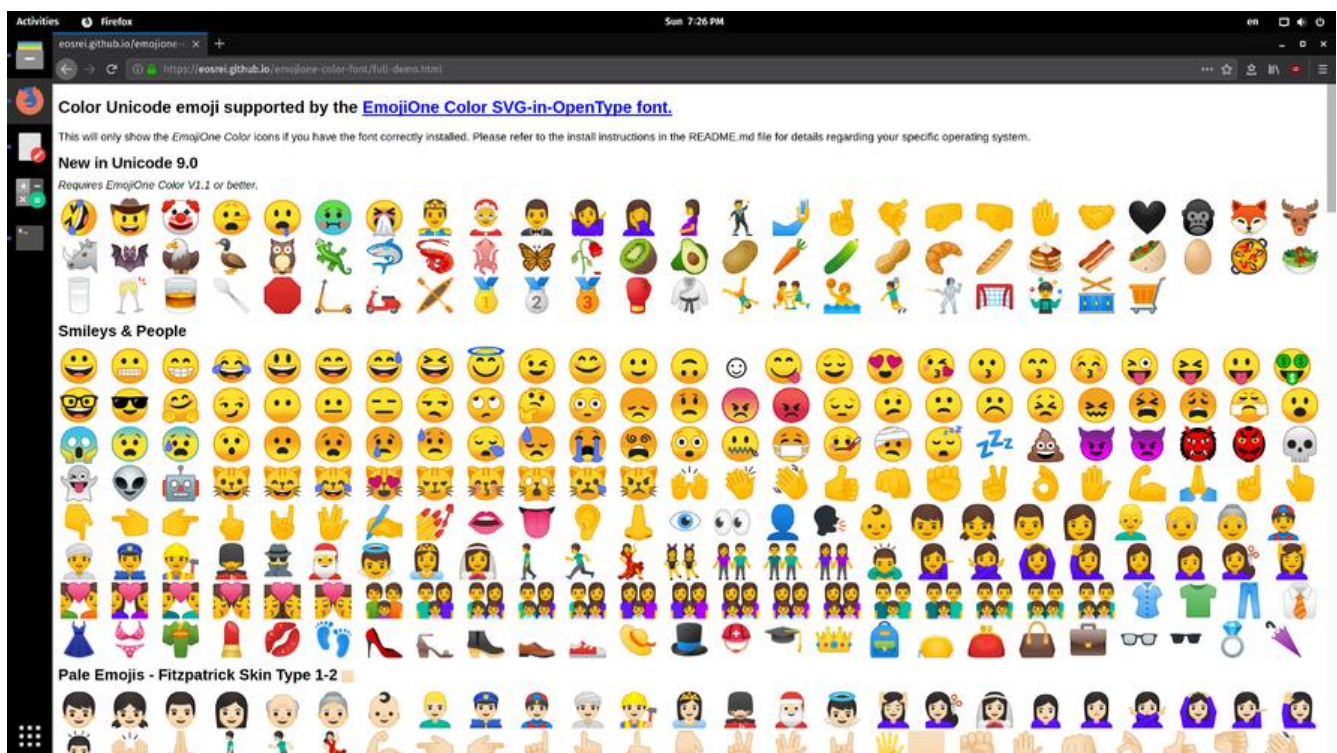 Activities Firefox Sun 7:26 PM en
eosrei.github.io/emojione-c
https://eosrei.github.io/emojione-color-font/full-demo.html
Color Unicode emoji supported by the EmojiOne Color SVG-in-OpenType font.
This will only show the EmojiOne Color icons if you have the font correctly installed. Please refer to the install instructions in the README.md file for details regarding your specific operating system.
New in Unicode 9.0
Requires EmojiOne Color V1.1 or better.
Smileys & People
Pale Emojis - Fitzpatrick Skin Type 1-2